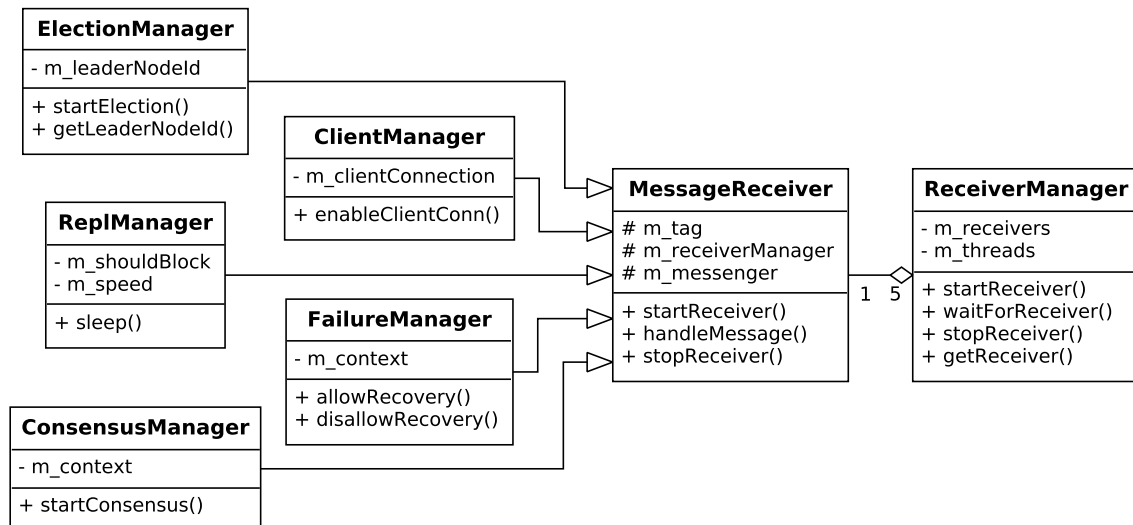 ElectionManager
- m_leaderNodeId
+ startElection()
+ getLeaderNodeId()
ClientManager
- m_clientConnection
+ enableClientConn()
ReplManager
- m_shouldBlock
- m_speed
+ sleep()
FailureManager
- m_context
+ allowRecovery()
+ disallowRecovery()
ConsensusManager
- m_context
+ startConsensus()
MessageReceiver
# m_tag
# m_receiverManager
# m_messenger
+ startReceiver()
+ handleMessage()
+ stopReceiver()
1 5
ReceiverManager
- m_receivers
- m_threads
+ startReceiver()
+ waitForReceiver()
+ stopReceiver()
+ getReceiver()